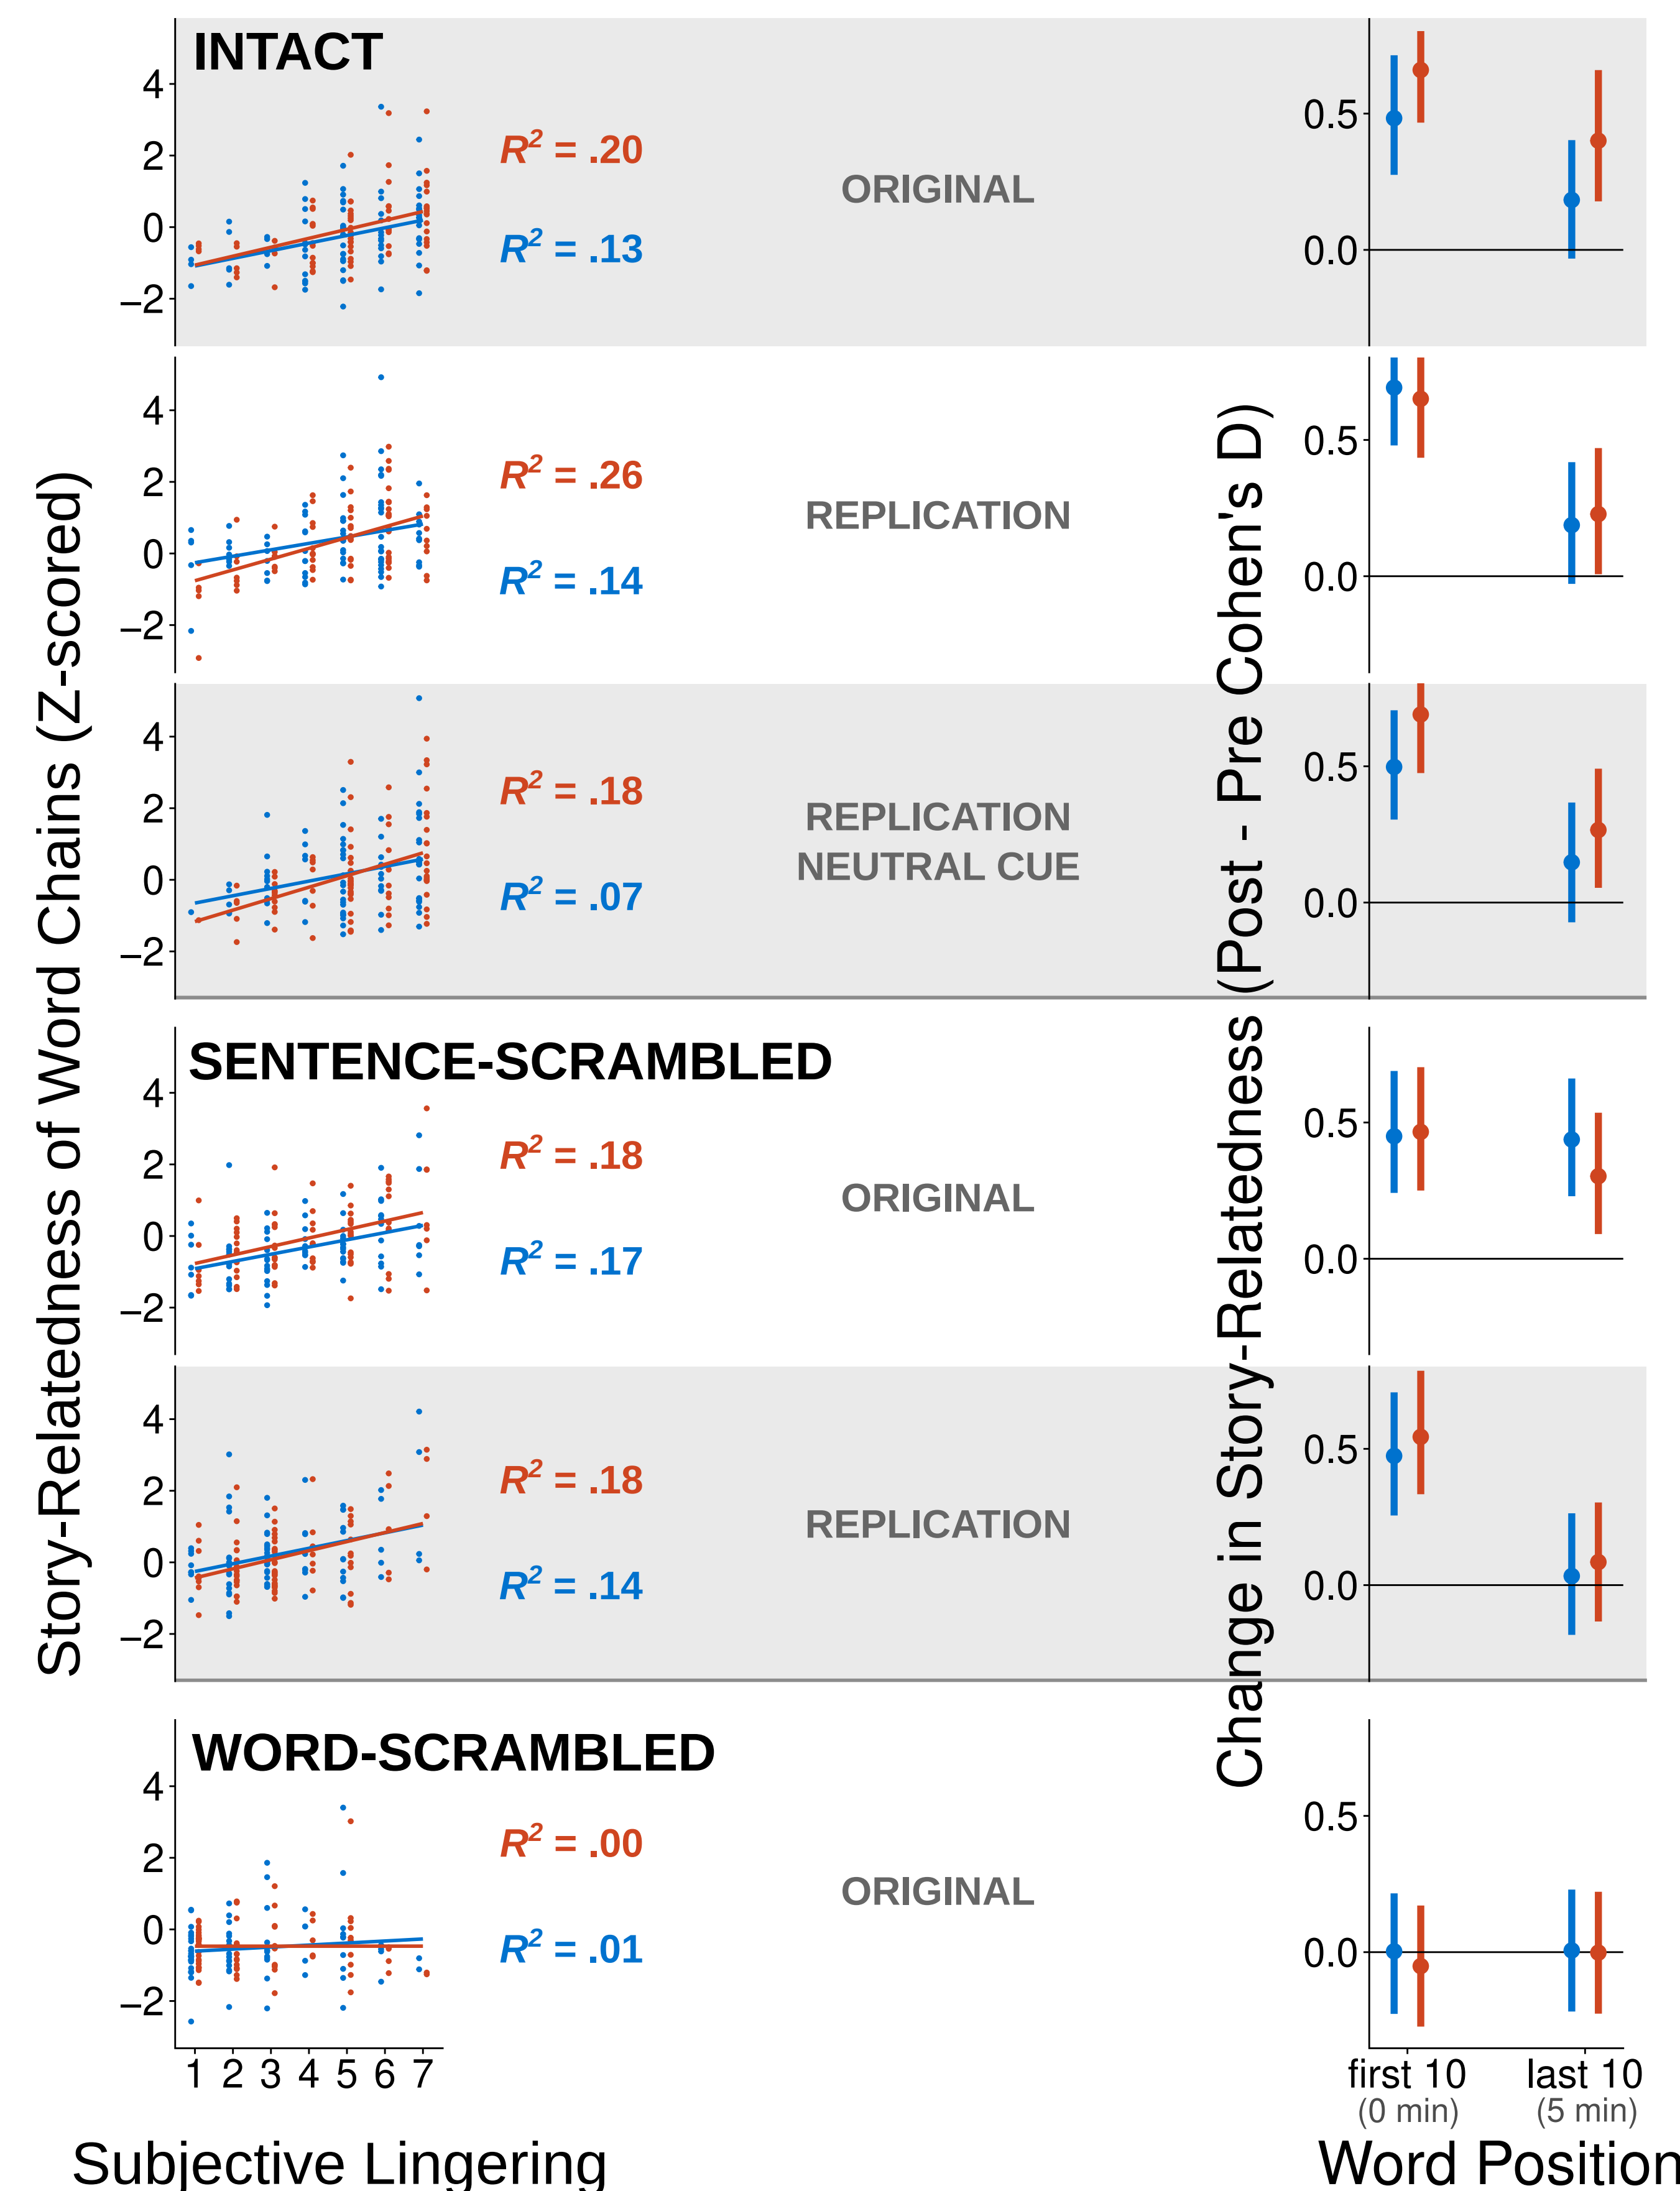 Story-Relatedness of Word Chains (Z-scored)
Change in Story-Relatedness (Post - Pre Cohen's D)
INTACT
4
2
0
−2
R² = .20
R² = .13
ORIGINAL
0.5
0.0
4
2
0
−2
R² = .26
R² = .14
REPLICATION
0.5
0.0
4
2
0
−2
R² = .18
R² = .07
REPLICATION
NEUTRAL CUE
0.5
0.0
SENTENCE-SCRAMBLED
4
2
0
−2
R² = .18
R² = .17
ORIGINAL
0.5
0.0
4
2
0
−2
R² = .18
R² = .14
REPLICATION
0.5
0.0
WORD-SCRAMBLED
4
2
0
−2
R² = .00
R² = .01
ORIGINAL
0.5
0.0
1 2 3 4 5 6 7
first 10 last 10
(0 min) (5 min)
Subjective Lingering
Word Position